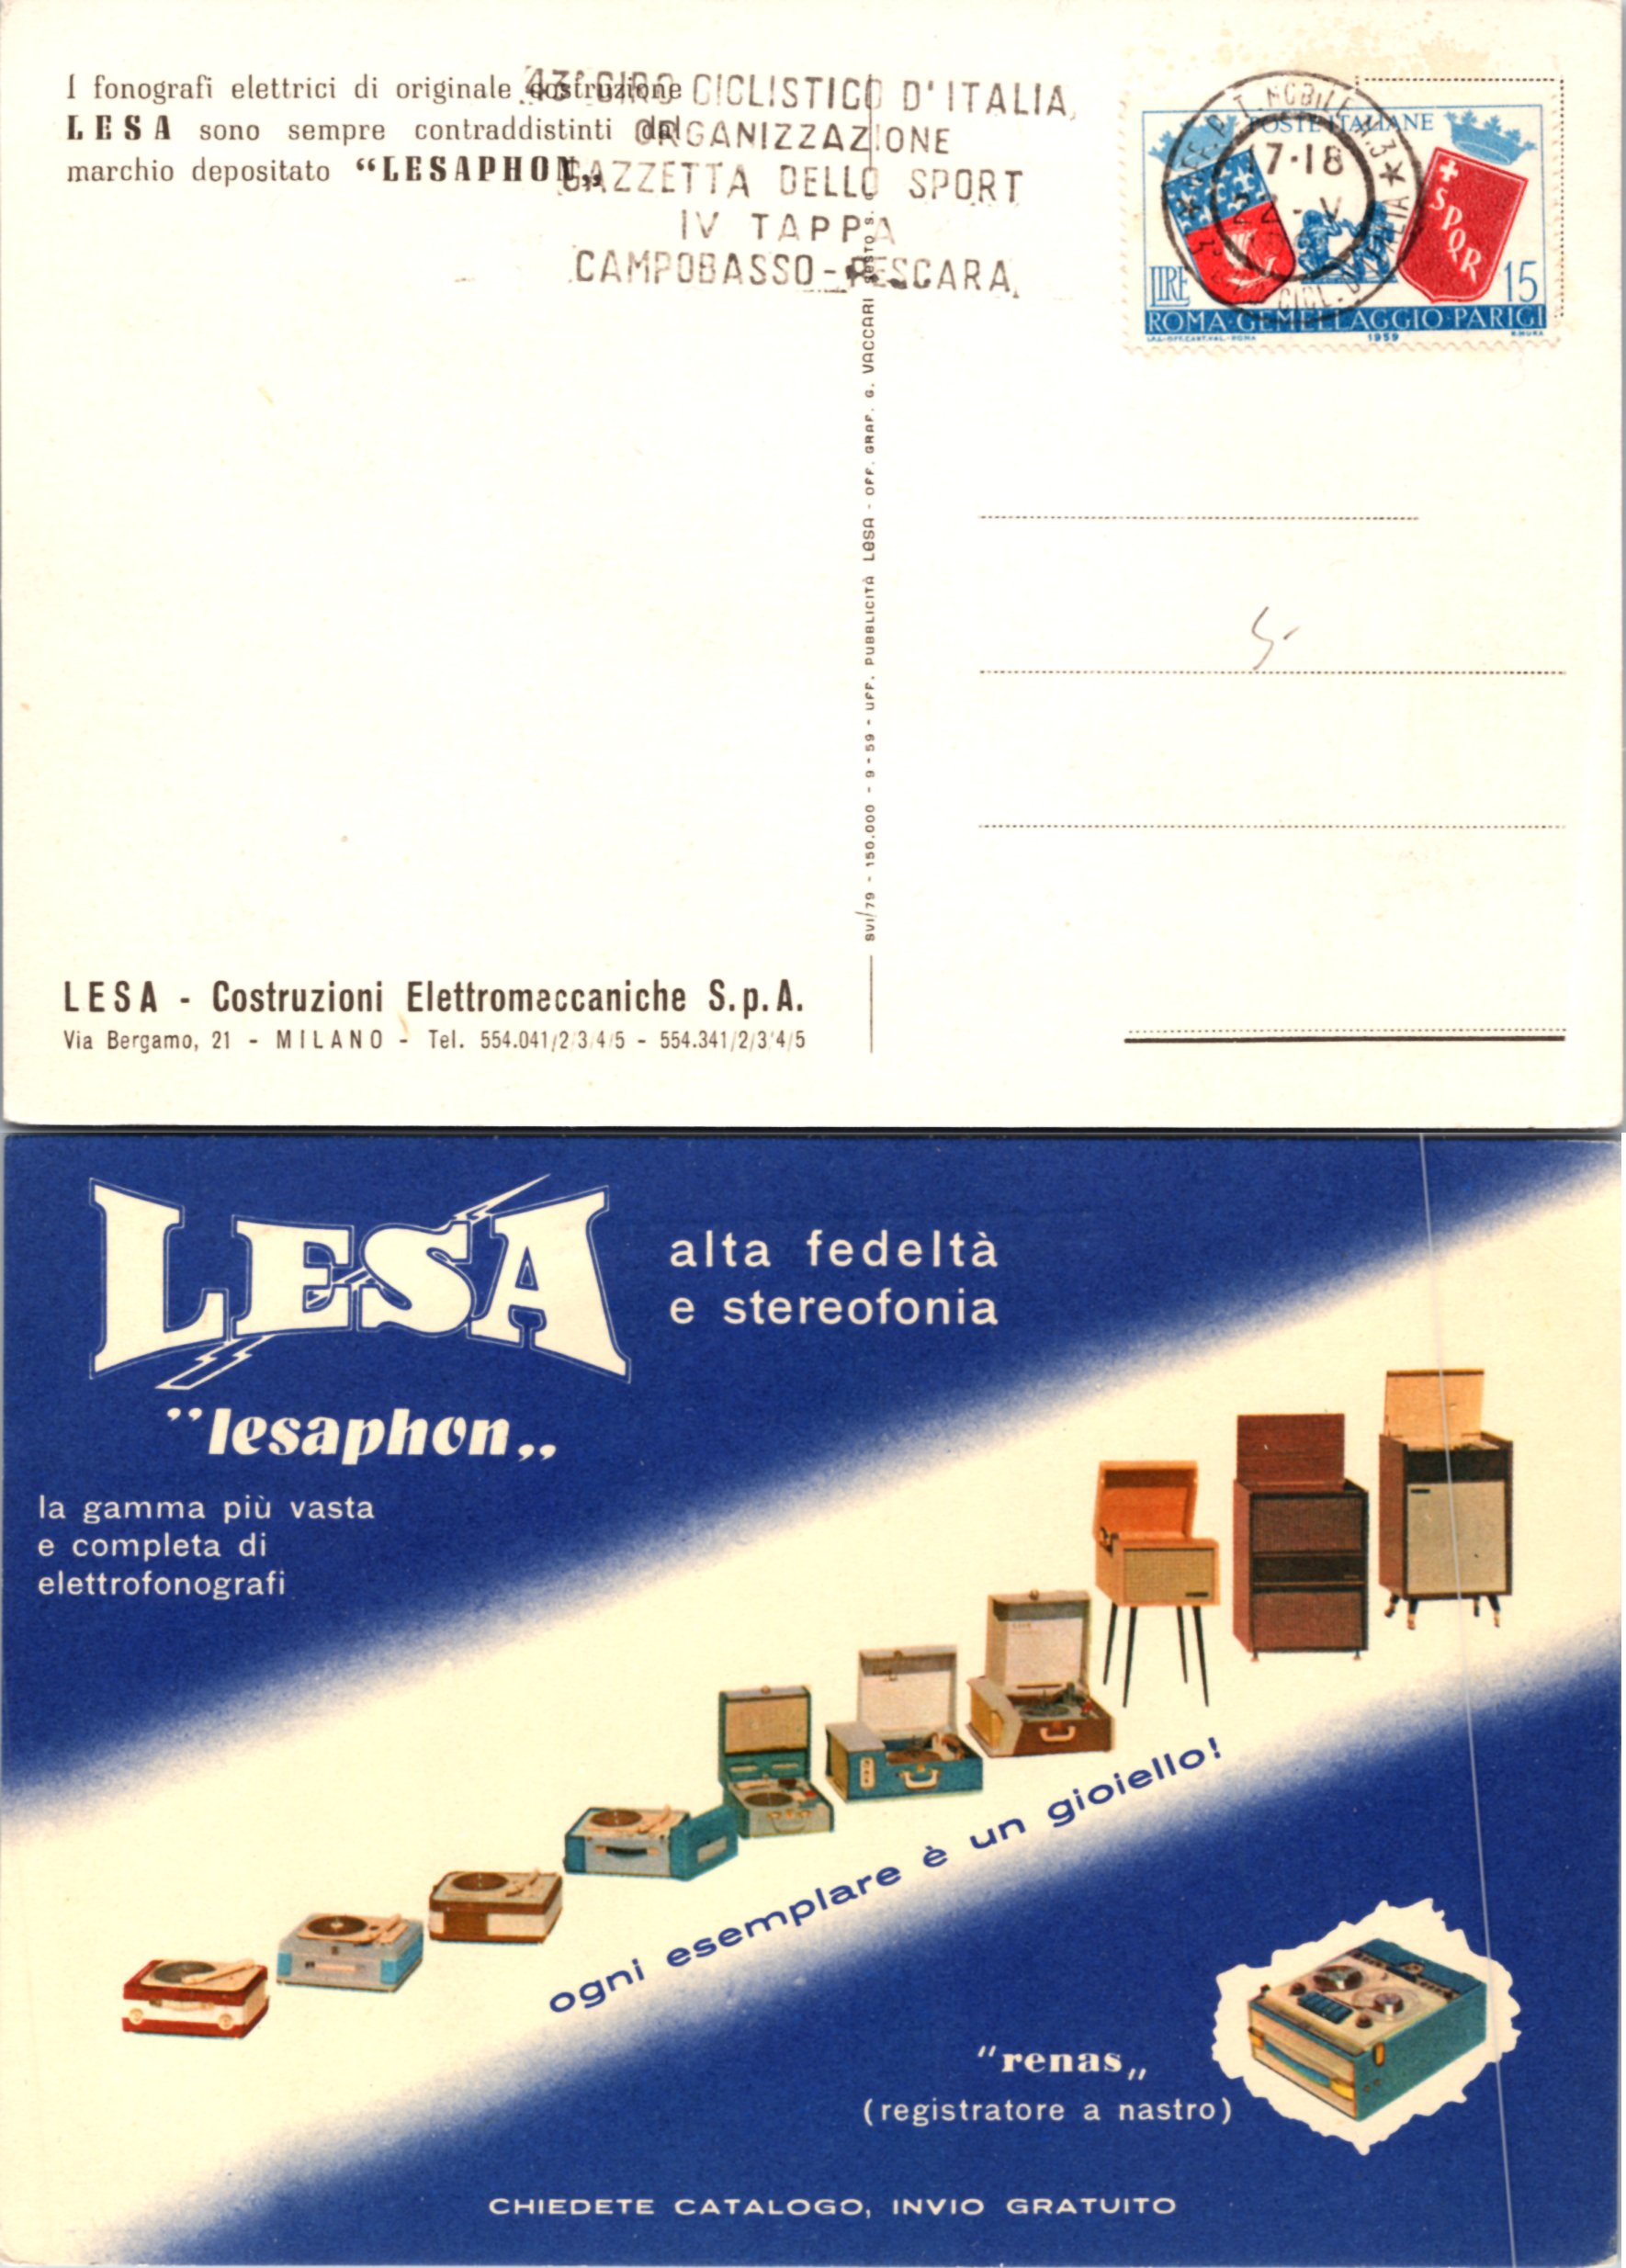 I fonografi elettrici di originale costruzione
LESA sono sempre contraddistinti dal
marchio depositato “LESAPHON„
43° GIRO CICLISTICO D'ITALIA
ORGANIZZAZIONE
GAZZETTA DELLO SPORT
IV TAPPA
CAMPOBASSO-PESCARA
POSTE ITALIANE
17-18
22-V
SPQR
LIRE 15
ROMA·GEMELLAGGIO·PARIGI
1959
SVI/79 - 150.000 - 9 - 59 - UFF. PUBBLICITÀ LESA - OFF. GRAF. G. VACCARI
LESA - Costruzioni Elettromeccaniche S.p.A.
Via Bergamo, 21 - MILANO - Tel. 554.041/2/3/4/5 - 554.341/2/3/4/5
LESA
alta fedeltà
e stereofonia
"lesaphon„
la gamma più vasta
e completa di
elettrofonografi
ogni esemplare è un gioiello!
"renas„
(registratore a nastro)
CHIEDETE CATALOGO, INVIO GRATUITO